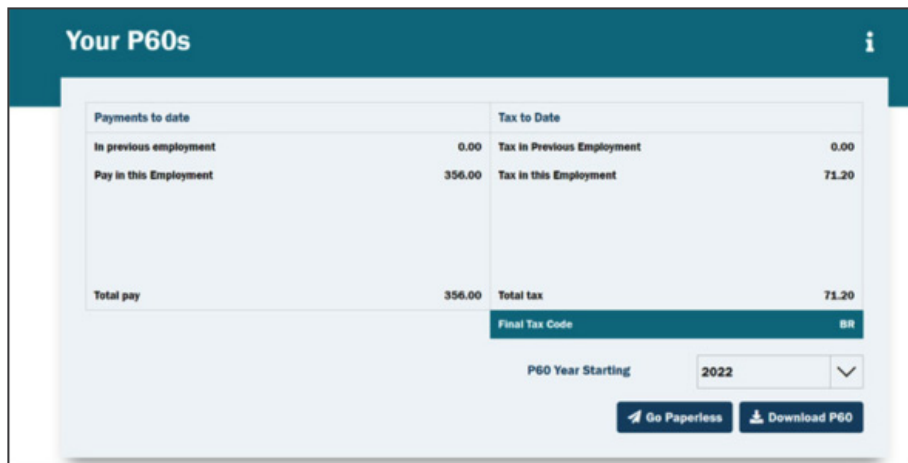 Your P60s
Payments to date Tax to Date
In previous employment 0.00 Tax in Previous Employment 0.00
Pay in this Employment 356.00 Tax in this Employment 71.20
Total pay 356.00 Total tax 71.20
Final Tax Code BR
P60 Year Starting 2022
Go Paperless Download P60